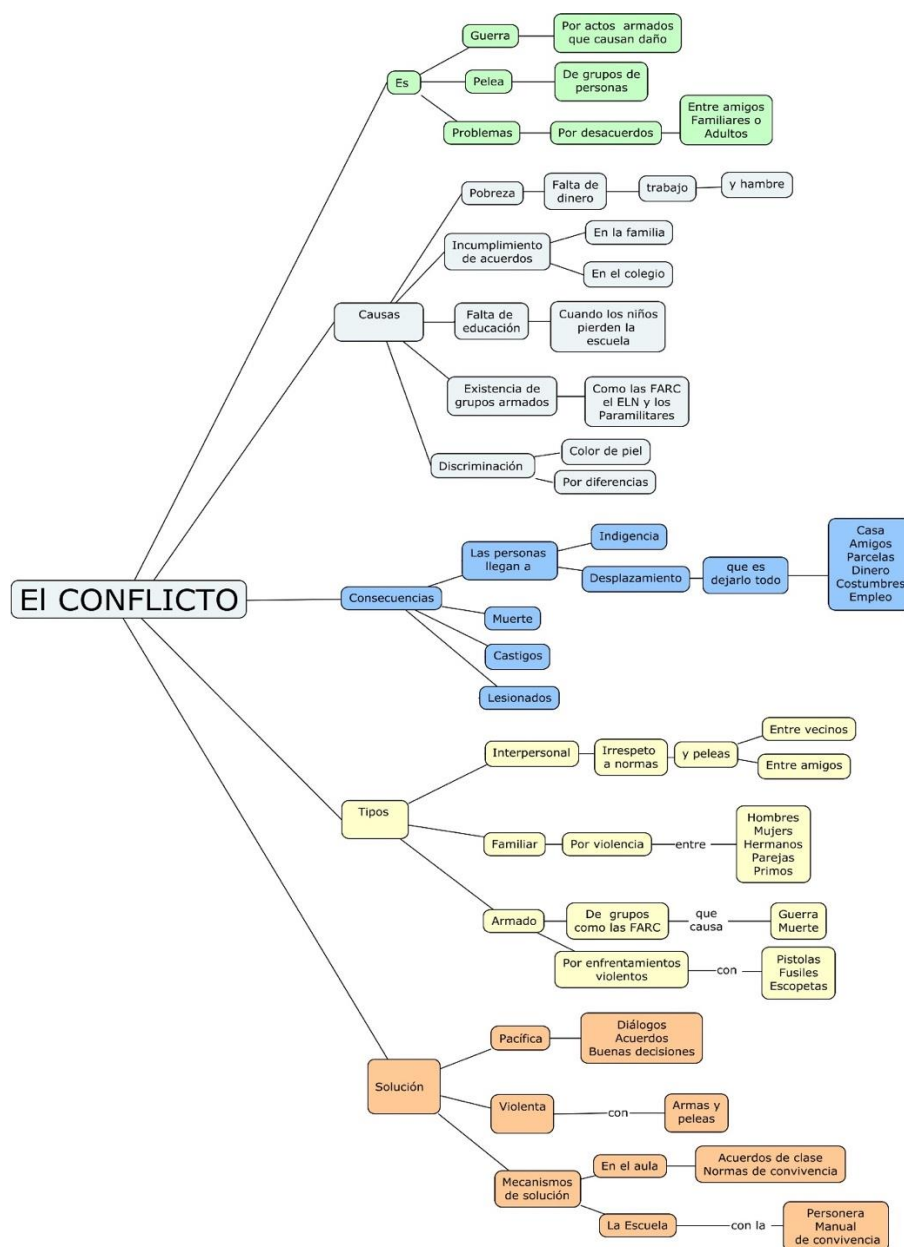 Guerra
Por actos armados
que causan daño
Es
Pelea
De grupos de
personas
Problemas
Por desacuerdos
Entre amigos
Familiares o
Adultos
Pobreza
Falta de
dinero
trabajo
y hambre
Incumplimiento
de acuerdos
En la familia
En el colegio
Causas
Falta de
educación
Cuando los niños
pierden la
escuela
Existencia de
grupos armados
Como las FARC
el ELN y los
Paramilitares
Discriminación
Color de piel
Por diferencias
El CONFLICTO
Consecuencias
Las personas
llegan a
Indigencia
Desplazamiento
que es
dejarlo todo
Casa
Amigos
Parcelas
Dinero
Costumbres
Empleo
Muerte
Castigos
Lesionados
Tipos
Interpersonal
Irrespeto
a normas
y peleas
Entre vecinos
Entre amigos
Familiar
Por violencia
entre
Hombres
Mujers
Hermanos
Parejas
Primos
Armado
De grupos
como las FARC
que
causa
Guerra
Muerte
Por enfrentamientos
violentos
con
Pistolas
Fusiles
Escopetas
Solución
Pacífica
Diálogos
Acuerdos
Buenas decisiones
Violenta
con
Armas y
peleas
Mecanismos
de solución
En el aula
Acuerdos de clase
Normas de convivencia
La Escuela
con la
Personera
Manual
de convivencia